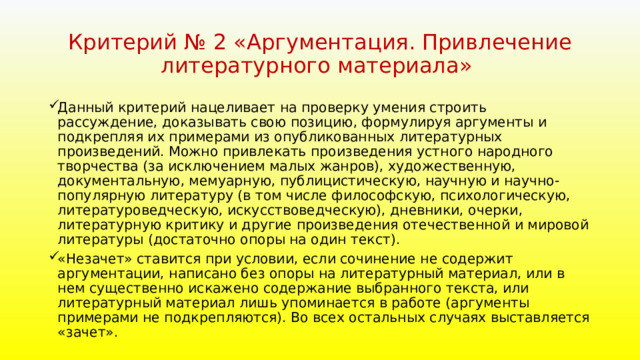 Критерий № 2 «Аргументация. Привлечение
литературного материала»
Данный критерий нацеливает на проверку умения строить
рассуждение, доказывать свою позицию, формулируя аргументы и
подкрепляя их примерами из опубликованных литературных
произведений. Можно привлекать произведения устного народного
творчества (за исключением малых жанров), художественную,
документальную, мемуарную, публицистическую, научную и научно-
популярную литературу (в том числе философскую, психологическую,
литературоведческую, искусствоведческую), дневники, очерки,
литературную критику и другие произведения отечественной и мировой
литературы (достаточно опоры на один текст).
«Незачет» ставится при условии, если сочинение не содержит
аргументации, написано без опоры на литературный материал, или в
нем существенно искажено содержание выбранного текста, или
литературный материал лишь упоминается в работе (аргументы
примерами не подкрепляются). Во всех остальных случаях выставляется
«зачет».